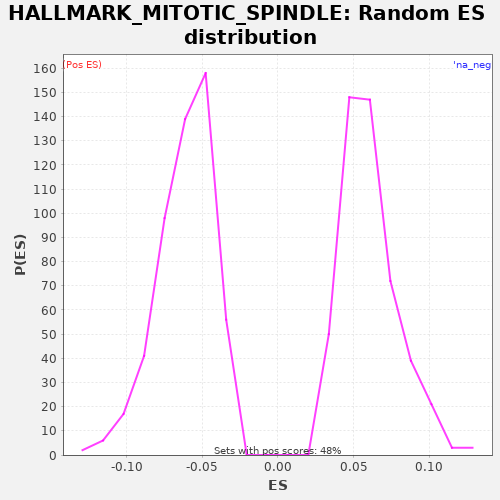 HALLMARK_MITOTIC_SPINDLE: Random ES
distribution
(Pos ES)
'na_neg
160
150
140
130
120
110
100
90
80
70
60
50
40
30
20
10
0
P(ES)
Sets with pos scores: 48%
-0.10 -0.05 0.00 0.05 0.10
ES